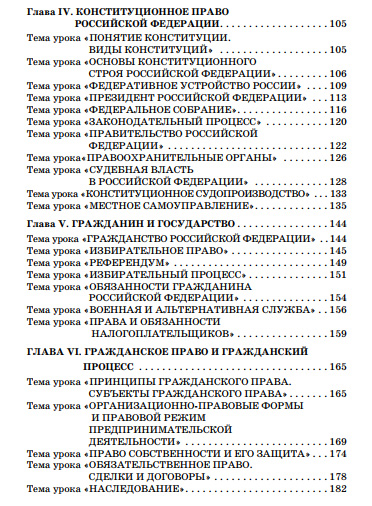 Глава IV. КОНСТИТУЦИОННОЕ ПРАВО
РОССИЙСКОЙ ФЕДЕРАЦИИ. . . . . . . . . . . . . . . . . . . . . 105
Тема урока «ПОНЯТИЕ КОНСТИТУЦИИ.
ВИДЫ КОНСТИТУЦИЙ» . . . . . . . . . . . . . . . . . . . . . . . . 105
Тема урока «ОСНОВЫ КОНСТИТУЦИОННОГО
СТРОЯ РОССИЙСКОЙ ФЕДЕРАЦИИ» . . . . . . . . . . . 106
Тема урока «ФЕДЕРАТИВНОЕ УСТРОЙСТВО РОССИИ» . . . . 109
Тема урока «ПРЕЗИДЕНТ РОССИЙСКОЙ ФЕДЕРАЦИИ» . . . . 113
Тема урока «ФЕДЕРАЛЬНОЕ СОБРАНИЕ» . . . . . . . . . . . . . . . . 116
Тема урока «ЗАКОНОДАТЕЛЬНЫЙ ПРОЦЕСС» . . . . . . . . . . . . 120
Тема урока «ПРАВИТЕЛЬСТВО РОССИЙСКОЙ
ФЕДЕРАЦИИ» . . . . . . . . . . . . . . . . . . . . . . . . . . . . . . . . 122
Тема урока«ПРАВООХРАНИТЕЛЬНЫЕ ОРГАНЫ» . . . . . . . . . 126
Тема урока «СУДЕБНАЯ ВЛАСТЬ
В РОССИЙСКОЙ ФЕДЕРАЦИИ» . . . . . . . . . . . . . . . . 128
Тема урока «КОНСТИТУЦИОННОЕ СУДОПРОИЗВОДСТВО» . . 133
Тема урока «МЕСТНОЕ САМОУПРАВЛЕНИЕ» . . . . . . . . . . . . . 135
Глава V. ГРАЖДАНИН И ГОСУДАРСТВО . . . . . . . . . . . . . . . . . 144
Тема урока «ГРАЖДАНСТВО РОССИЙСКОЙ ФЕДЕРАЦИИ» . . 144
Тема урока «ИЗБИРАТЕЛЬНОЕ ПРАВО» . . . . . . . . . . . . . . . . . 145
Тема урока «РЕФЕРЕНДУМ» . . . . . . . . . . . . . . . . . . . . . . . . . . . 149
Тема урока «ИЗБИРАТЕЛЬНЫЙ ПРОЦЕСС» . . . . . . . . . . . . . . . 151
Тема урока «ОБЯЗАННОСТИ ГРАЖДАНИНА
РОССИЙСКОЙ ФЕДЕРАЦИИ» . . . . . . . . . . . . . . . . . . 154
Тема урока «ВОЕННАЯ И АЛЬТЕРНАТИВНАЯ СЛУЖБА» . . . 156
Тема урока «ПРАВА И ОБЯЗАННОСТИ
НАЛОГОПЛАТЕЛЬЩИКОВ» . . . . . . . . . . . . . . . . . . . 159
ГЛАВА VI. ГРАЖДАНСКОЕ ПРАВО И ГРАЖДАНСКИЙ
ПРОЦЕСС . . . . . . . . . . . . . . . . . . . . . . . . . . . . . . . . . . . 165
Тема урока «ПРИНЦИПЫ ГРАЖДАНСКОГО ПРАВА.
СУБЪЕКТЫ ГРАЖДАНСКОГО ПРАВА» . . . . . . . . . 165
Тема урока «ОРГАНИЗАЦИОННО-ПРАВОВЫЕ ФОРМЫ
И ПРАВОВОЙ РЕЖИМ
ПРЕДПРИНИМАТЕЛЬСКОЙ
ДЕЯТЕЛЬНОСТИ» . . . . . . . . . . . . . . . . . . . . . . . . . . . 169
Тема урока «ПРАВО СОБСТВЕННОСТИ И ЕГО ЗАЩИТА» . . . 174
Тема урока «ОБЯЗАТЕЛЬСТВЕННОЕ ПРАВО.
СДЕЛКИ И ДОГОВОРЫ» . . . . . . . . . . . . . . . . . . . . . . 178
Тема урока «НАСЛЕДОВАНИЕ» . . . . . . . . . . . . . . . . . . . . . . . . 182